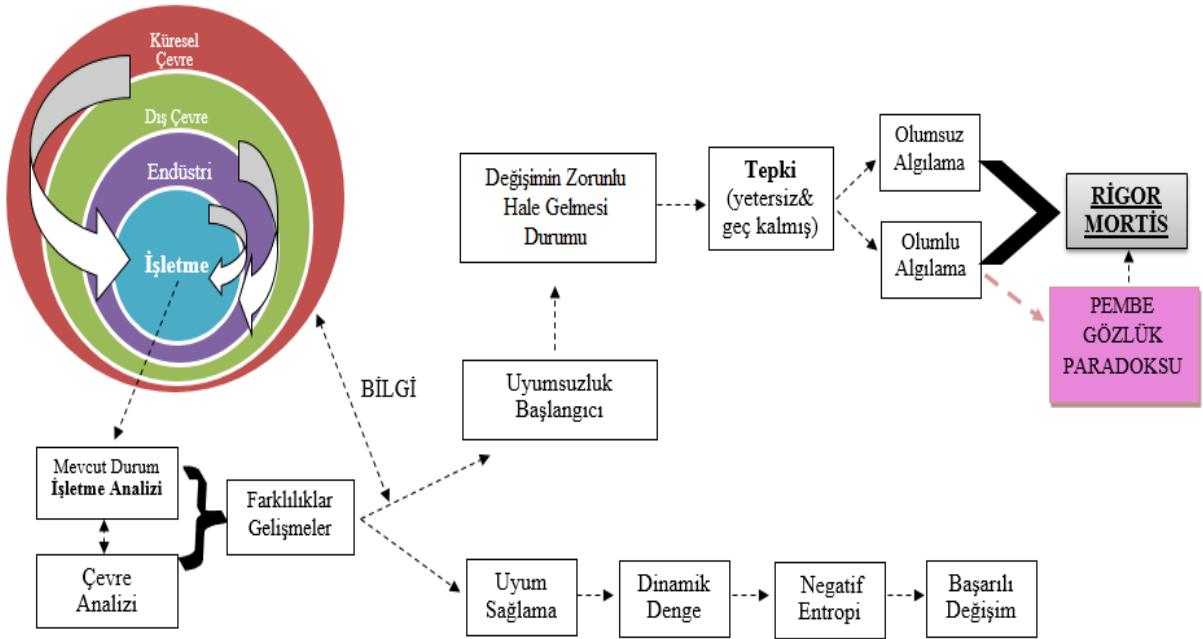 Küresel
Çevre
Dış Çevre
Endüstri
İşletme
BİLGİ
Mevcut Durum
İşletme Analizi
Çevre
Analizi
Farklılıklar
Gelişmeler
Uyumsuzluk
Başlangıcı
Değişimin Zorunlu
Hale Gelmesi
Durumu
Tepki
(yetersiz&
geç kalmış)
Olumsuz
Algılama
Olumlu
Algılama
RİGOR
MORTİS
PEMBE
GÖZLÜK
PARADOKSU
Uyum
Sağlama
Dinamik
Denge
Negatif
Entropi
Başarılı
Değişim